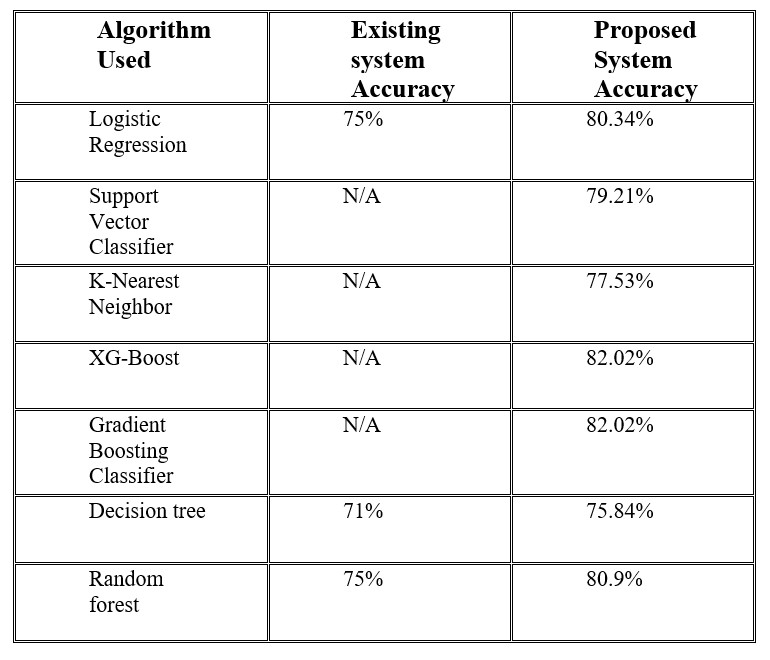 Algorithm
Used
Existing
system
Accuracy
Proposed
System
Accuracy
Logistic
Regression
75%
80.34%
Support
Vector
Classifier
N/A
79.21%
K-Nearest
Neighbor
N/A
77.53%
XG-Boost
N/A
82.02%
Gradient
Boosting
Classifier
N/A
82.02%
Decision tree
71%
75.84%
Random
forest
75%
80.9%